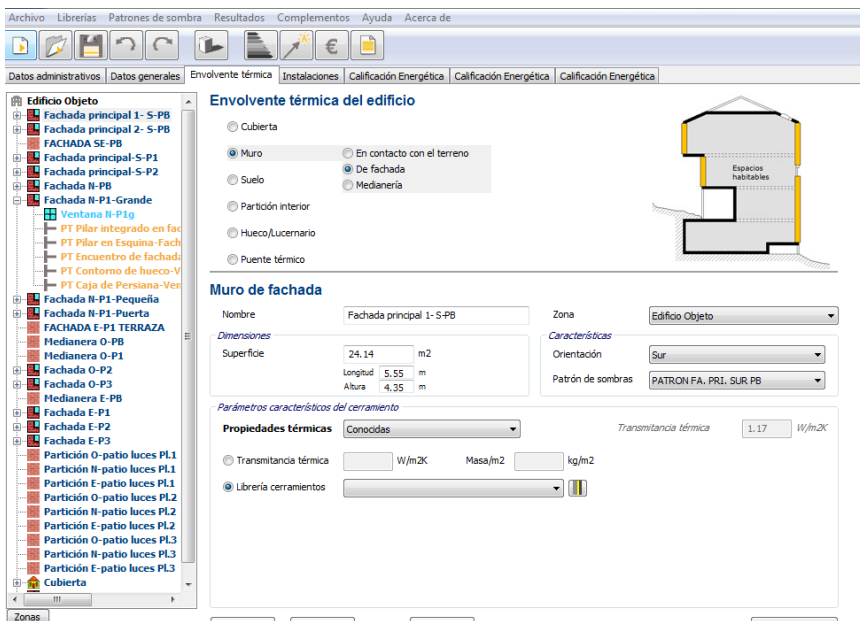 Archivo Librerías Patrones de sombra Resultados Complementos Ayuda Acerca de
Datos administrativos Datos generales Envolvente térmica Instalaciones Calificación Energética Calificación Energética Calificación Energética
Edificio Objeto
Fachada principal 1- S-PB
Fachada principal 2- S-PB
FACHADA SE-PB
Fachada principal-S-P1
Fachada principal-S-P2
Fachada N-PB
Fachada N-P1-Grande
Ventana N-P1g
PT Pilar integrado en fac
PT Pilar en Esquina-Fach
PT Encuentro de fachada
PT Contorno de hueco-V
PT Caja de Persiana-Ven
Fachada N-P1-Pequeña
Fachada N-P1-Puerta
FACHADA E-P1 TERRAZA
Medianera O-PB
Medianera O-P1
Fachada O-P2
Fachada O-P3
Medianera E-PB
Fachada E-P1
Fachada E-P2
Fachada E-P3
Partición O-patio luces Pl.1
Partición N-patio luces Pl.1
Partición E-patio luces Pl.1
Partición O-patio luces Pl.2
Partición N-patio luces Pl.2
Partición E-patio luces Pl.2
Partición O-patio luces Pl.3
Partición N-patio luces Pl.3
Partición E-patio luces Pl.3
Cubierta
Zonas
Envolvente térmica del edificio
Cubierta
Muro En contacto con el terreno
De fachada
Suelo Medianería
Partición interior
Hueco/Lucernario
Puente térmico
Espacios
habitables
Muro de fachada
Nombre Fachada principal 1- S-PB Zona Edificio Objeto
Dimensiones Características
Superficie 24.14 m2 Orientación Sur
Longitud 5.55 m
Altura 4.35 m Patrón de sombras PATRON FA. PRI. SUR PB
Parámetros característicos del cerramiento
Propiedades térmicas Conocidas Transmitancia térmica 1.17 W/m2K
Transmitancia térmica W/m2K Masa/m2 kg/m2
Librería cerramientos